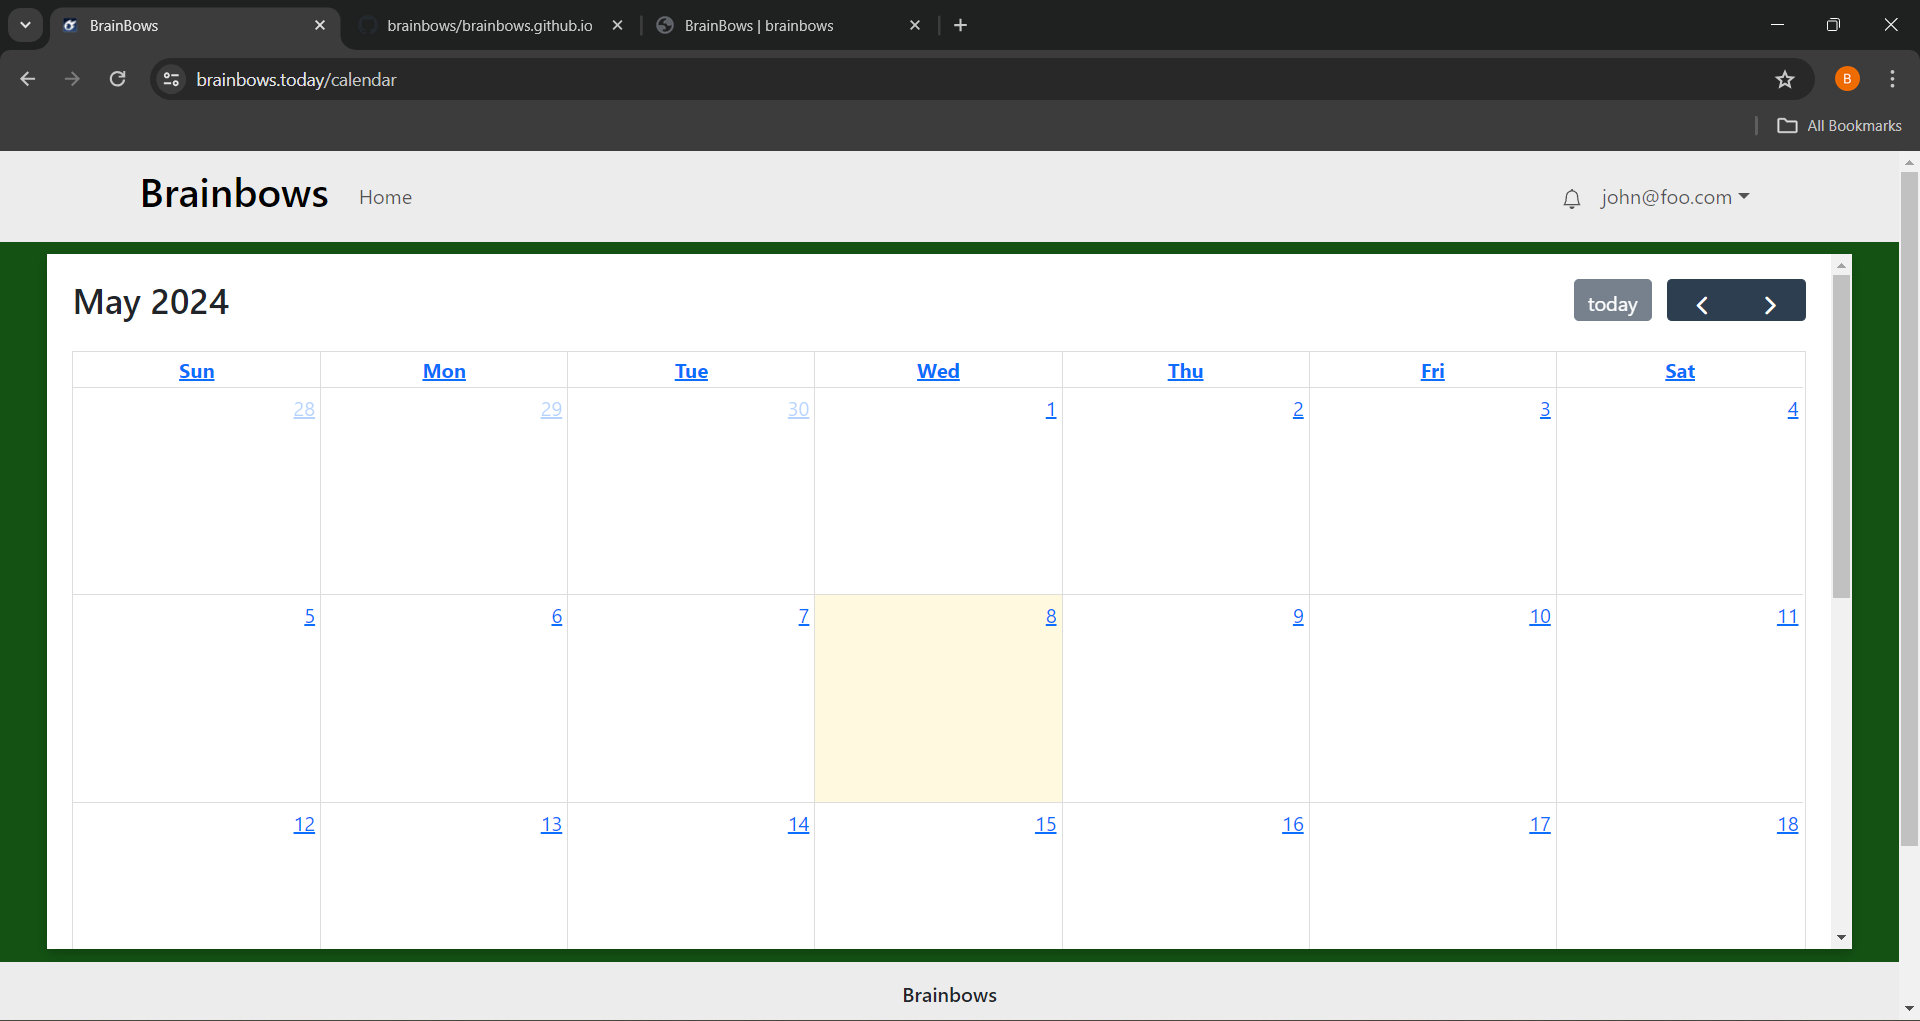 BrainBows
brainbows/brainbows.github.io
BrainBows | brainbows
brainbows.today/calendar
B
All Bookmarks
Brainbows
Home
john@foo.com
May 2024
today
Sun Mon Tue Wed Thu Fri Sat
28 29 30 1 2 3 4
5 6 7 8 9 10 11
12 13 14 15 16 17 18
Brainbows